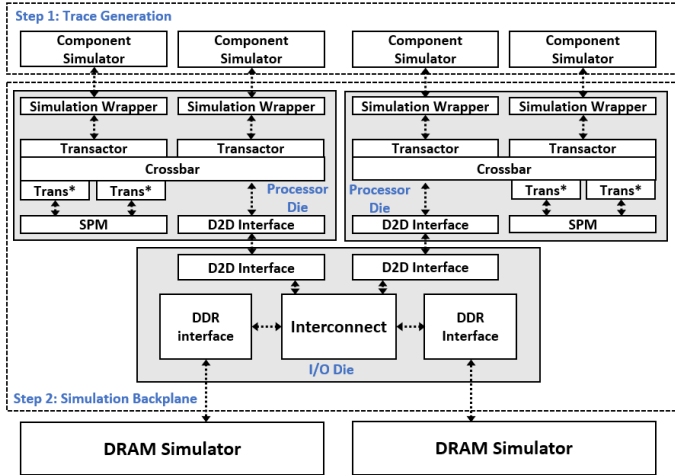 Step 1: Trace Generation
Component
Simulator
Component
Simulator
Component
Simulator
Component
Simulator
Simulation Wrapper
Simulation Wrapper
Simulation Wrapper
Simulation Wrapper
Transactor
Transactor
Transactor
Transactor
Crossbar
Crossbar
Trans*
Trans*
Processor
Die
Processor
Die
Trans*
Trans*
SPM
D2D Interface
D2D Interface
SPM
D2D Interface
D2D Interface
DDR
interface
Interconnect
DDR
Interface
I/O Die
Step 2: Simulation Backplane
DRAM Simulator
DRAM Simulator